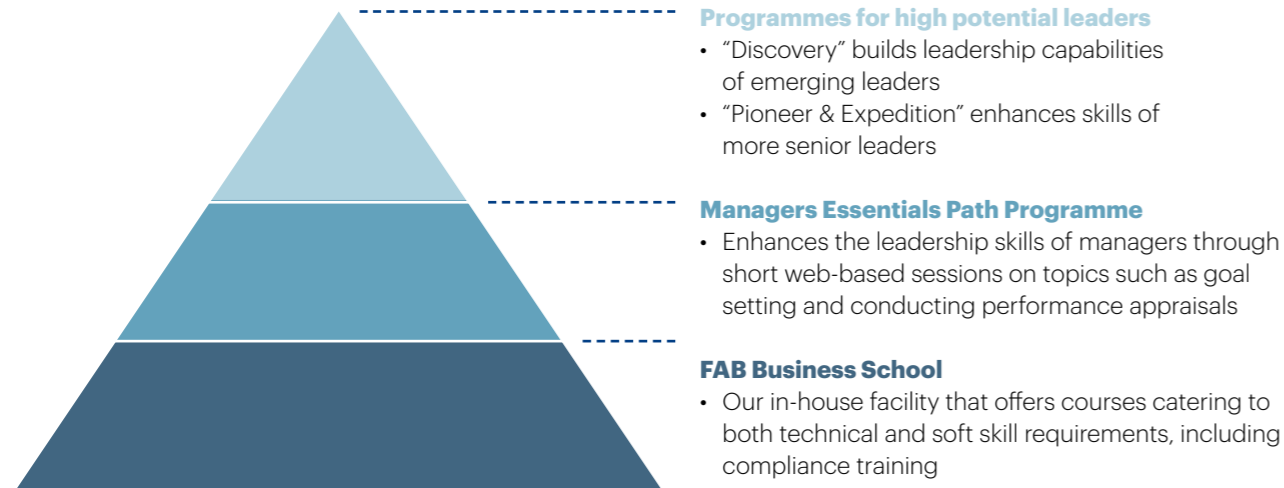 Programmes for high potential leaders
• “Discovery” builds leadership capabilities
of emerging leaders
• “Pioneer & Expedition” enhances skills of
more senior leaders
Managers Essentials Path Programme
• Enhances the leadership skills of managers through
short web-based sessions on topics such as goal
setting and conducting performance appraisals
FAB Business School
• Our in-house facility that offers courses catering to
both technical and soft skill requirements, including
compliance training